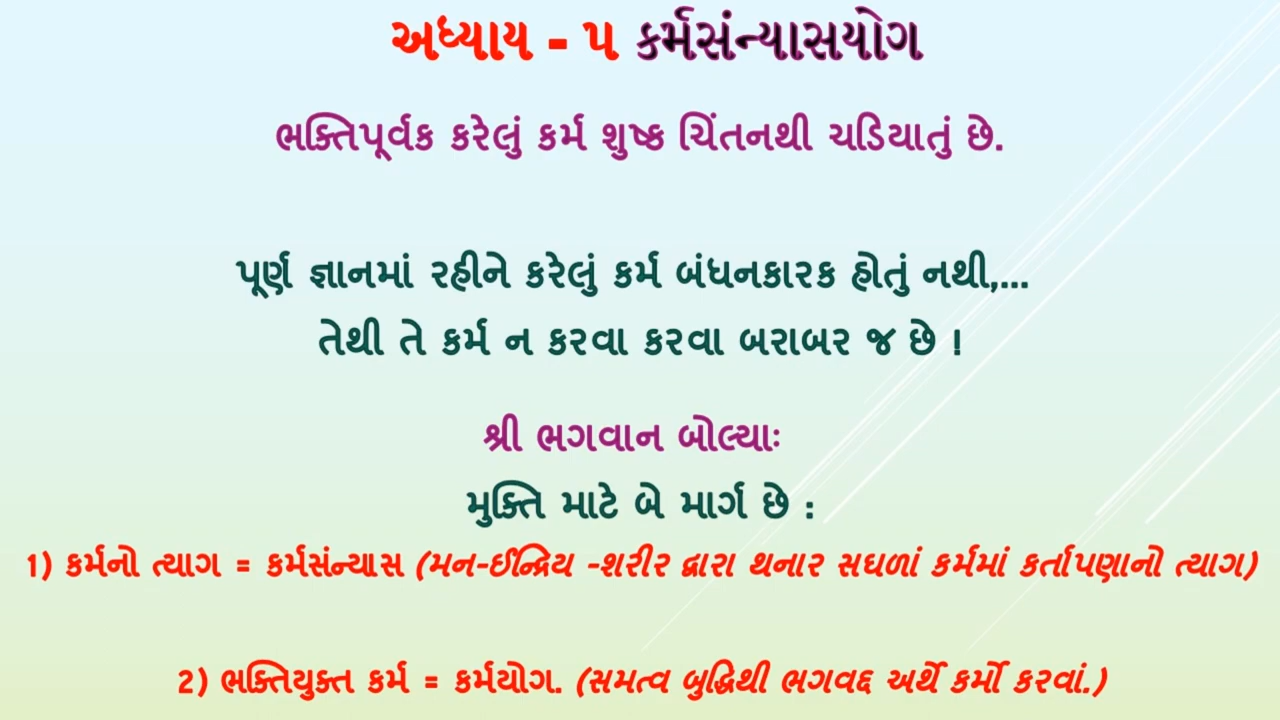 અધ્યાય - ૫ કર્મસંન્યાસયોગ
ભક્તિપૂર્વક કરેલું કર્મ શુષ્ક ચિંતનથી ચડિયાતું છે.
પૂર્ણ જ્ઞાનમાં રહીને કરેલું કર્મ બંધનકારક હોતું નથી,...
તેથી તે કર્મ ન કરવા કરવા બરાબર જ છે !
શ્રી ભગવાન બોલ્યાઃ
મુક્તિ માટે બે માર્ગ છે :
1) કર્મનો ત્યાગ = કર્મસંન્યાસ (મન-ઈન્દ્રિય -શરીર દ્વારા થનાર સઘળાં કર્મમાં કર્તાપણાનો ત્યાગ)
2) ભક્તિયુક્ત કર્મ = કર્મયોગ. (સમત્વ બુદ્ધિથી ભગવદ્દ અર્થે કર્મો કરવાં.)